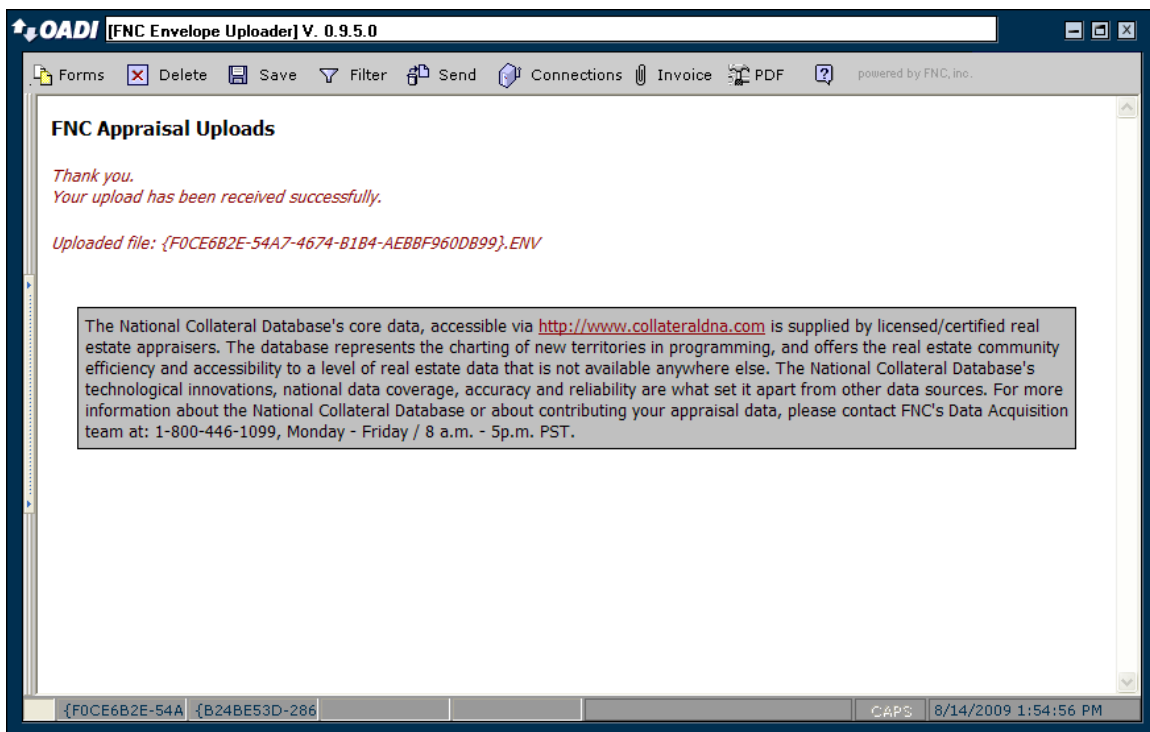 OADI [FNC Envelope Uploader] V. 0.9.5.0
Forms Delete Save Filter Send Connections Invoice PDF powered by FNC, inc.
FNC Appraisal Uploads
Thank you.
Your upload has been received successfully.
Uploaded file: {F0CE6B2E-54A7-4674-B1B4-AEBBF960DB99}.ENV
The National Collateral Database's core data, accessible via http://www.collateraldna.com is supplied by licensed/certified real
estate appraisers. The database represents the charting of new territories in programming, and offers the real estate community
efficiency and accessibility to a level of real estate data that is not available anywhere else. The National Collateral Database's
technological innovations, national data coverage, accuracy and reliability are what set it apart from other data sources. For more
information about the National Collateral Database or about contributing your appraisal data, please contact FNC's Data Acquisition
team at: 1-800-446-1099, Monday - Friday / 8 a.m. - 5p.m. PST.
{F0CE6B2E-54A {B24BE53D-286 CAPS 8/14/2009 1:54:56 PM